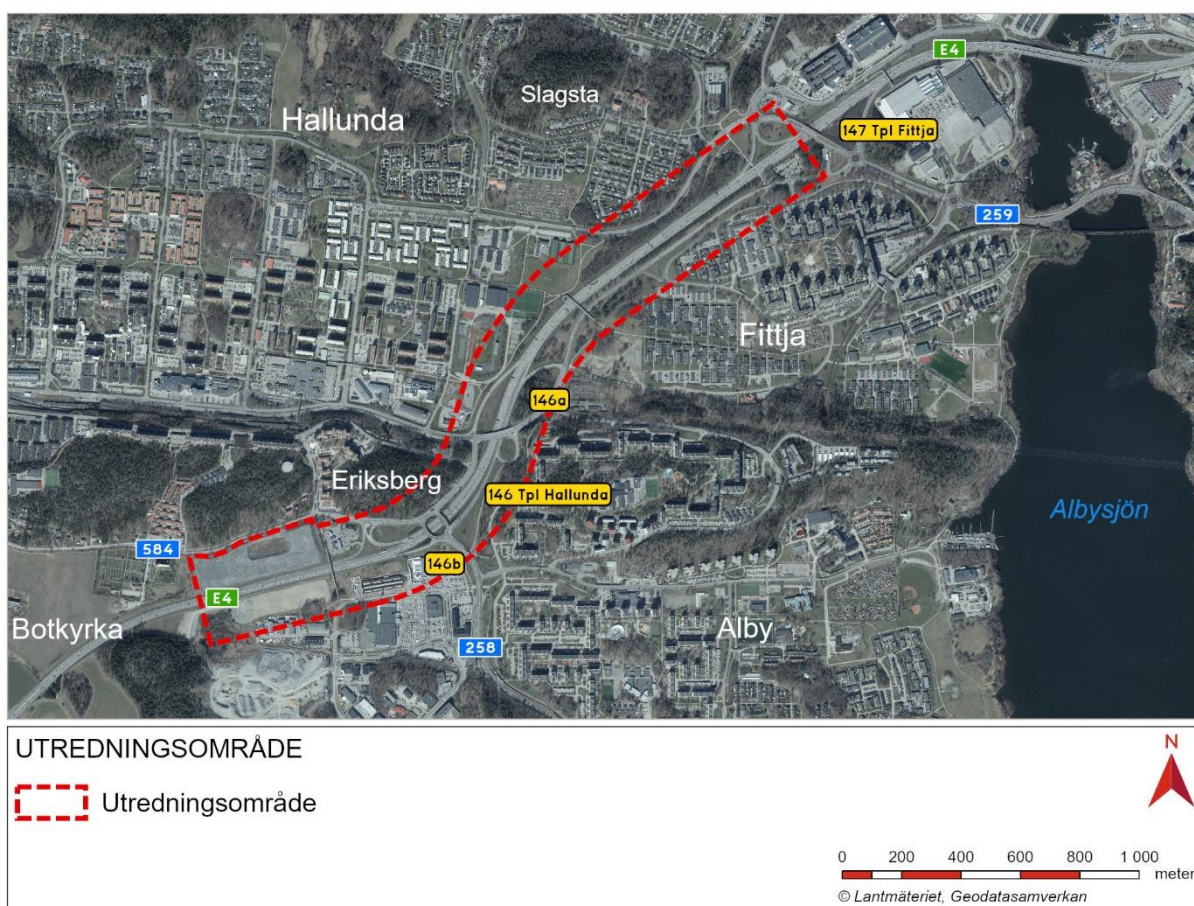 E4
Slagsta
Hallunda
147 Tpl Fittja
259
Fittja
146a
Eriksberg
146 Tpl Hallunda
Albysjön
584
146b
E4
Botkyrka
Alby
258
UTREDNINGSOMRÅDE
N
Utredningsområde
0 200 400 600 800 1 000
meter
© Lantmäteriet, Geodatasamverkan